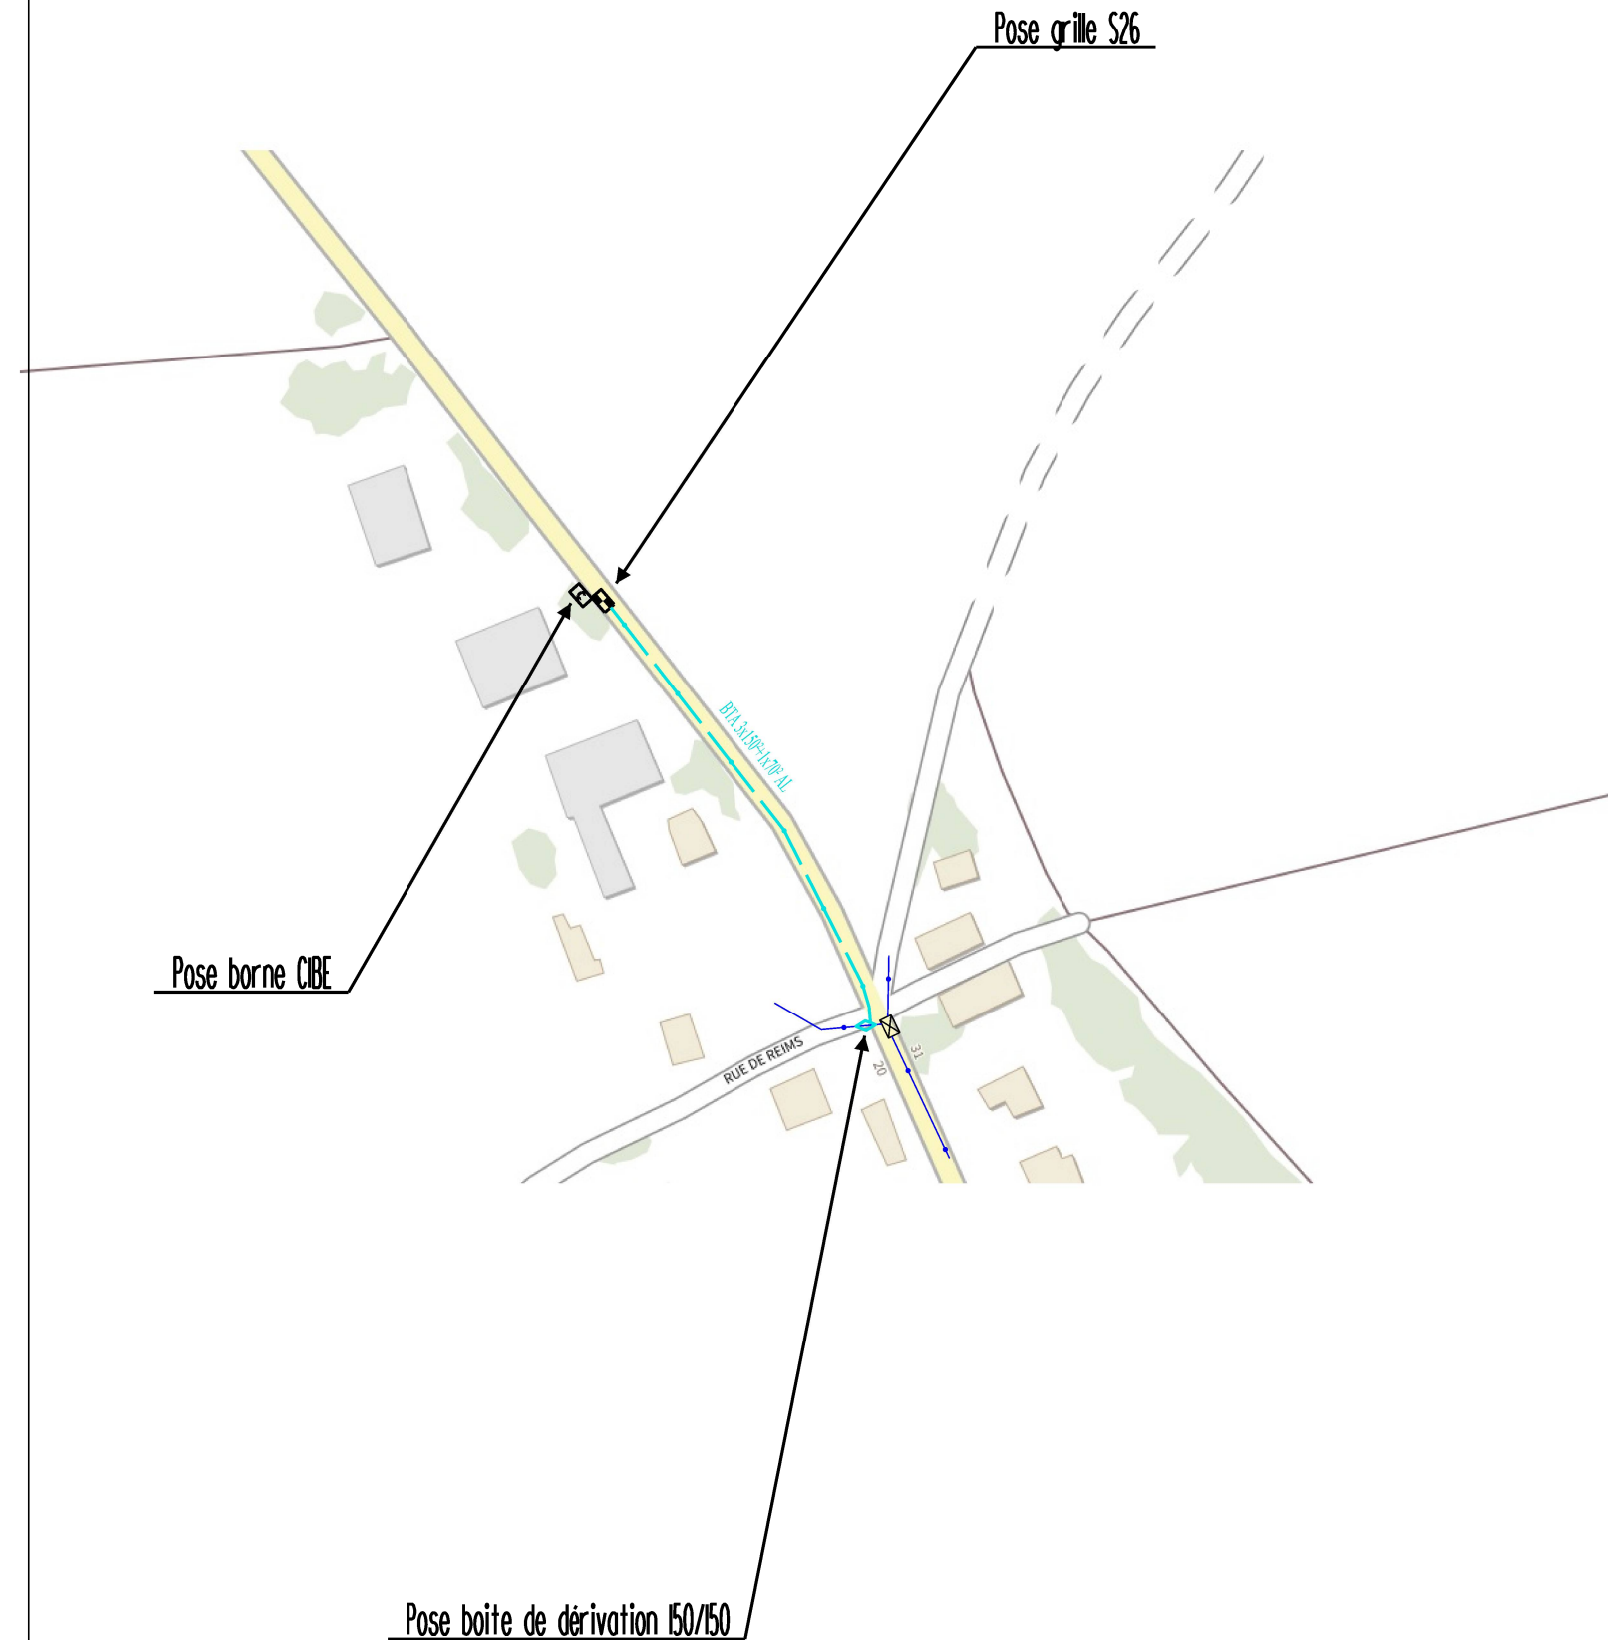 Pose grille S26
BTA 3x150²+1x70² AL
Pose borne CIBE
RUE DE REIMS
31
20
Pose boite de dérivation 150/150